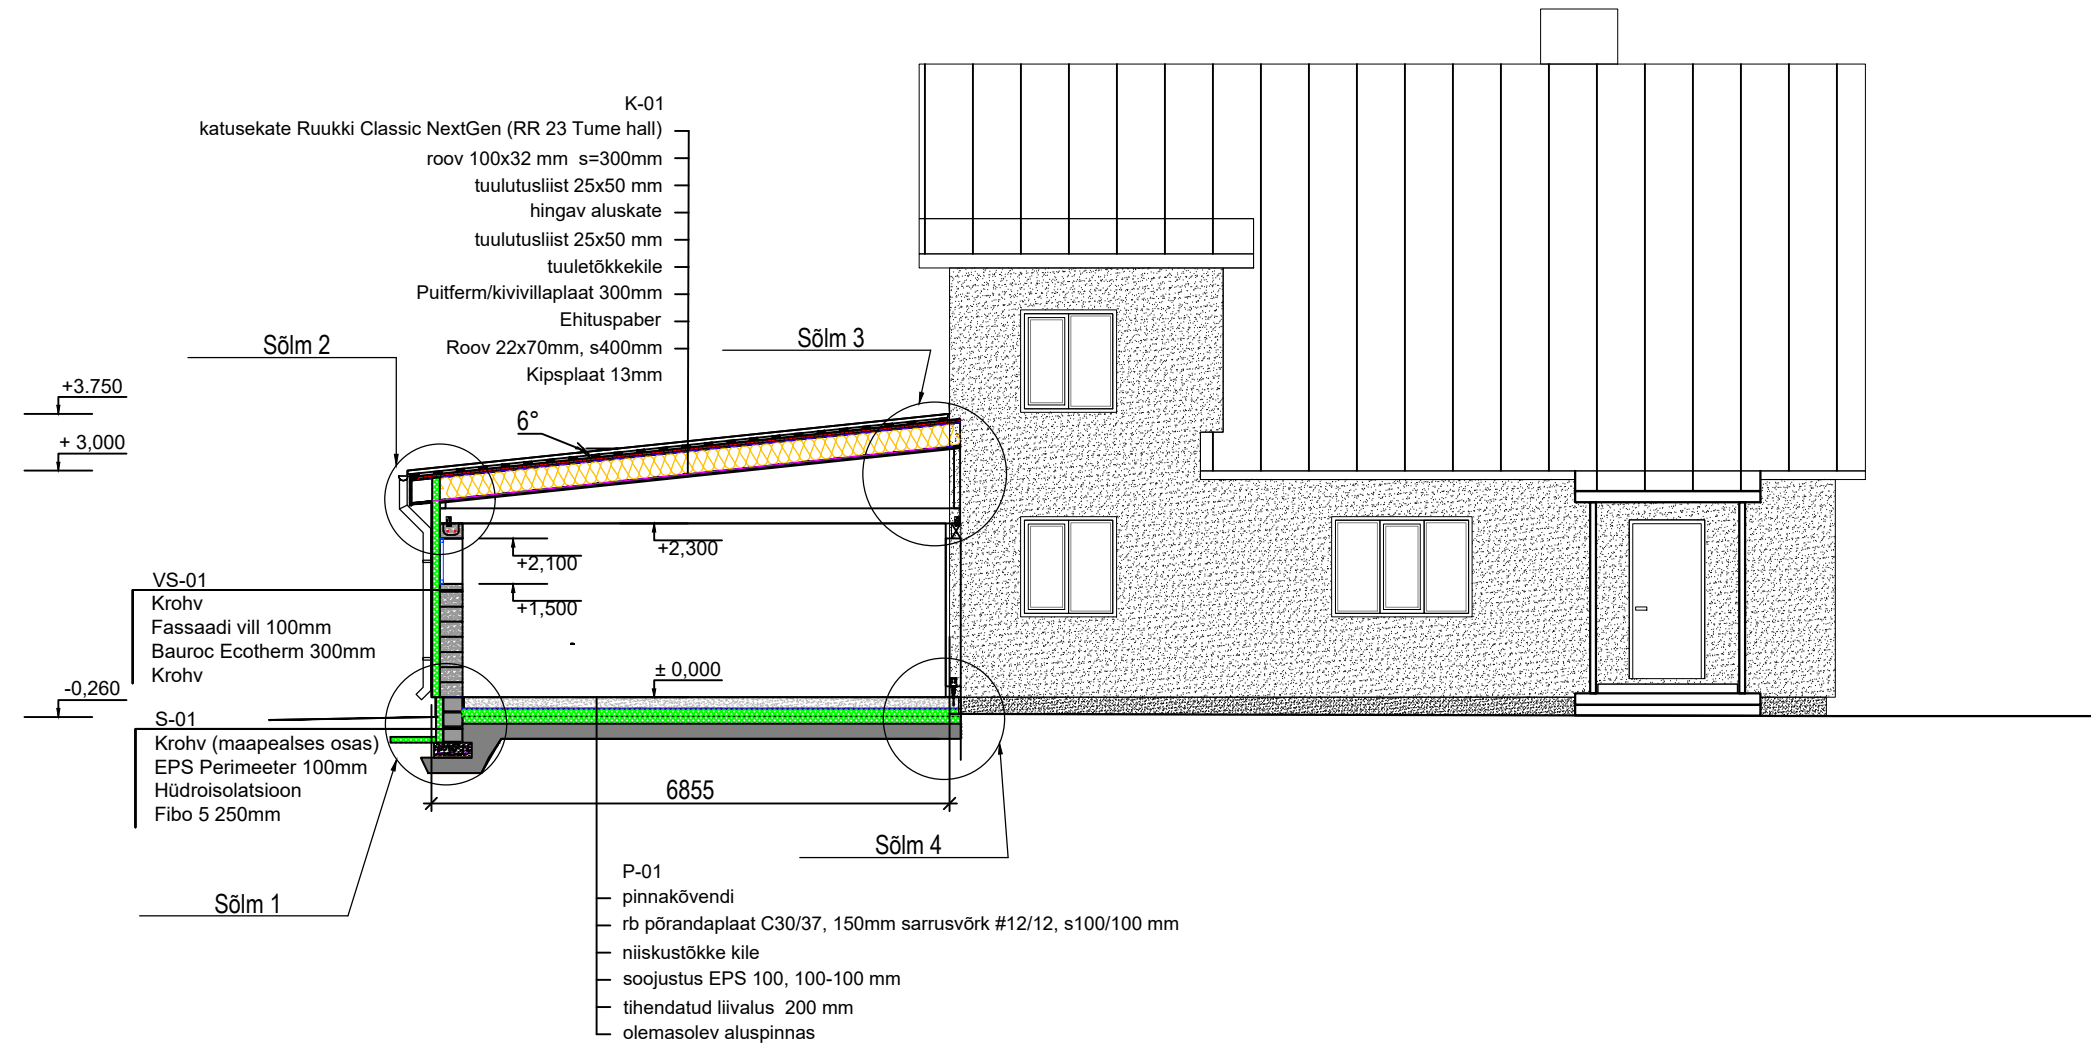 K-01
katusekate Ruukki Classic NextGen (RR 23 Tume hall)
roov 100x32 mm  s=300mm
tuulutusliist 25x50 mm
hingav aluskate
tuulutusliist 25x50 mm
tuuletõkkekile
Puitferm/kivivillaplaat 300mm
Ehituspaber
Roov 22x70mm, s400mm
Kipsplaat 13mm
Sõlm 2
Sõlm 3
+3.750
+ 3,000
6°
+2,300
+2,100
+1,500
± 0,000
VS-01
Krohv
Fassaadi vill 100mm
Bauroc Ecotherm 300mm
Krohv
-0,260
S-01
Krohv (maapealses osas)
EPS Perimeeter 100mm
Hüdroisolatsioon
Fibo 5 250mm
6855
Sõlm 4
Sõlm 1
P-01
pinnakõvendi
rb põrandaplaat C30/37, 150mm sarrusvõrk #12/12, s100/100 mm
niiskustõkke kile
soojustus EPS 100, 100-100 mm
tihendatud liivalus  200 mm
olemasolev aluspinnas